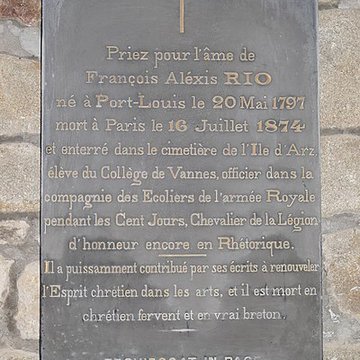 Priez pour l'âme de
François Aléxis RIO
né à Port-Louis le 20 Mai 1797
mort à Paris le 16 Juillet 1874
et enterré dans le cimetière de l'Ile d'Arz,
élève du Collège de Vannes, officier dans la
compagnie des Ecoliers de l'armée Royale
pendant les Cent Jours, Chevalier de la Légion
d'honneur encore en Rhétorique.
Il a puissamment contribué par ses écrits à renouveler
l'Esprit chrétien dans les arts, et il est mort en
chrétien fervent et en vrai breton.
REQUIESCAT IN PACE